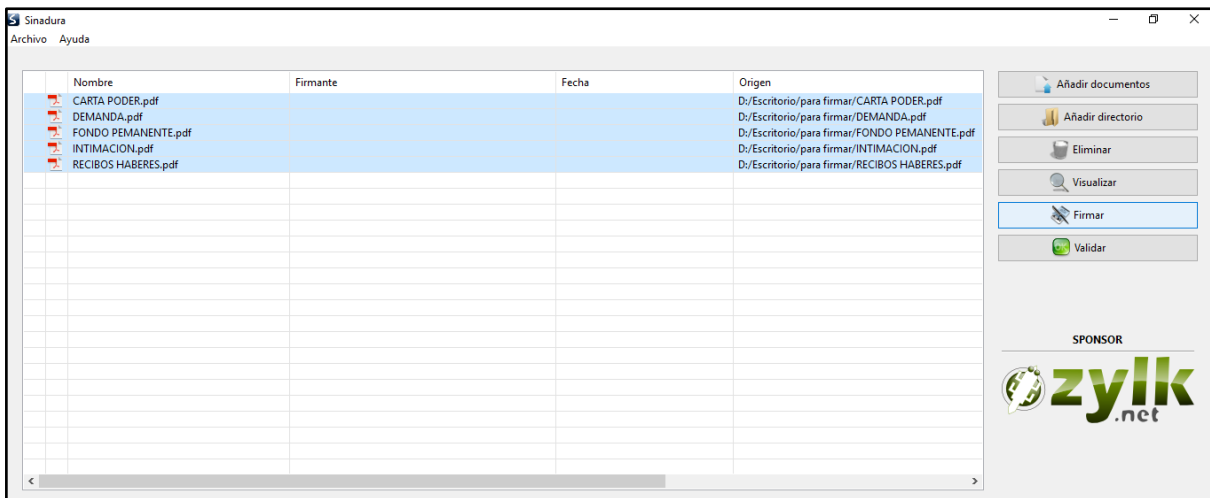 Sinadura
Archivo Ayuda
Nombre Firmante Fecha Origen
CARTA PODER.pdf D:/Escritorio/para firmar/CARTA PODER.pdf
DEMANDA.pdf D:/Escritorio/para firmar/DEMANDA.pdf
FONDO PEMANENTE.pdf D:/Escritorio/para firmar/FONDO PEMANENTE.pdf
INTIMACION.pdf D:/Escritorio/para firmar/INTIMACION.pdf
RECIBOS HABERES.pdf D:/Escritorio/para firmar/RECIBOS HABERES.pdf
Añadir documentos
Añadir directorio
Eliminar
Visualizar
Firmar
Validar
SPONSOR
zylk
.net